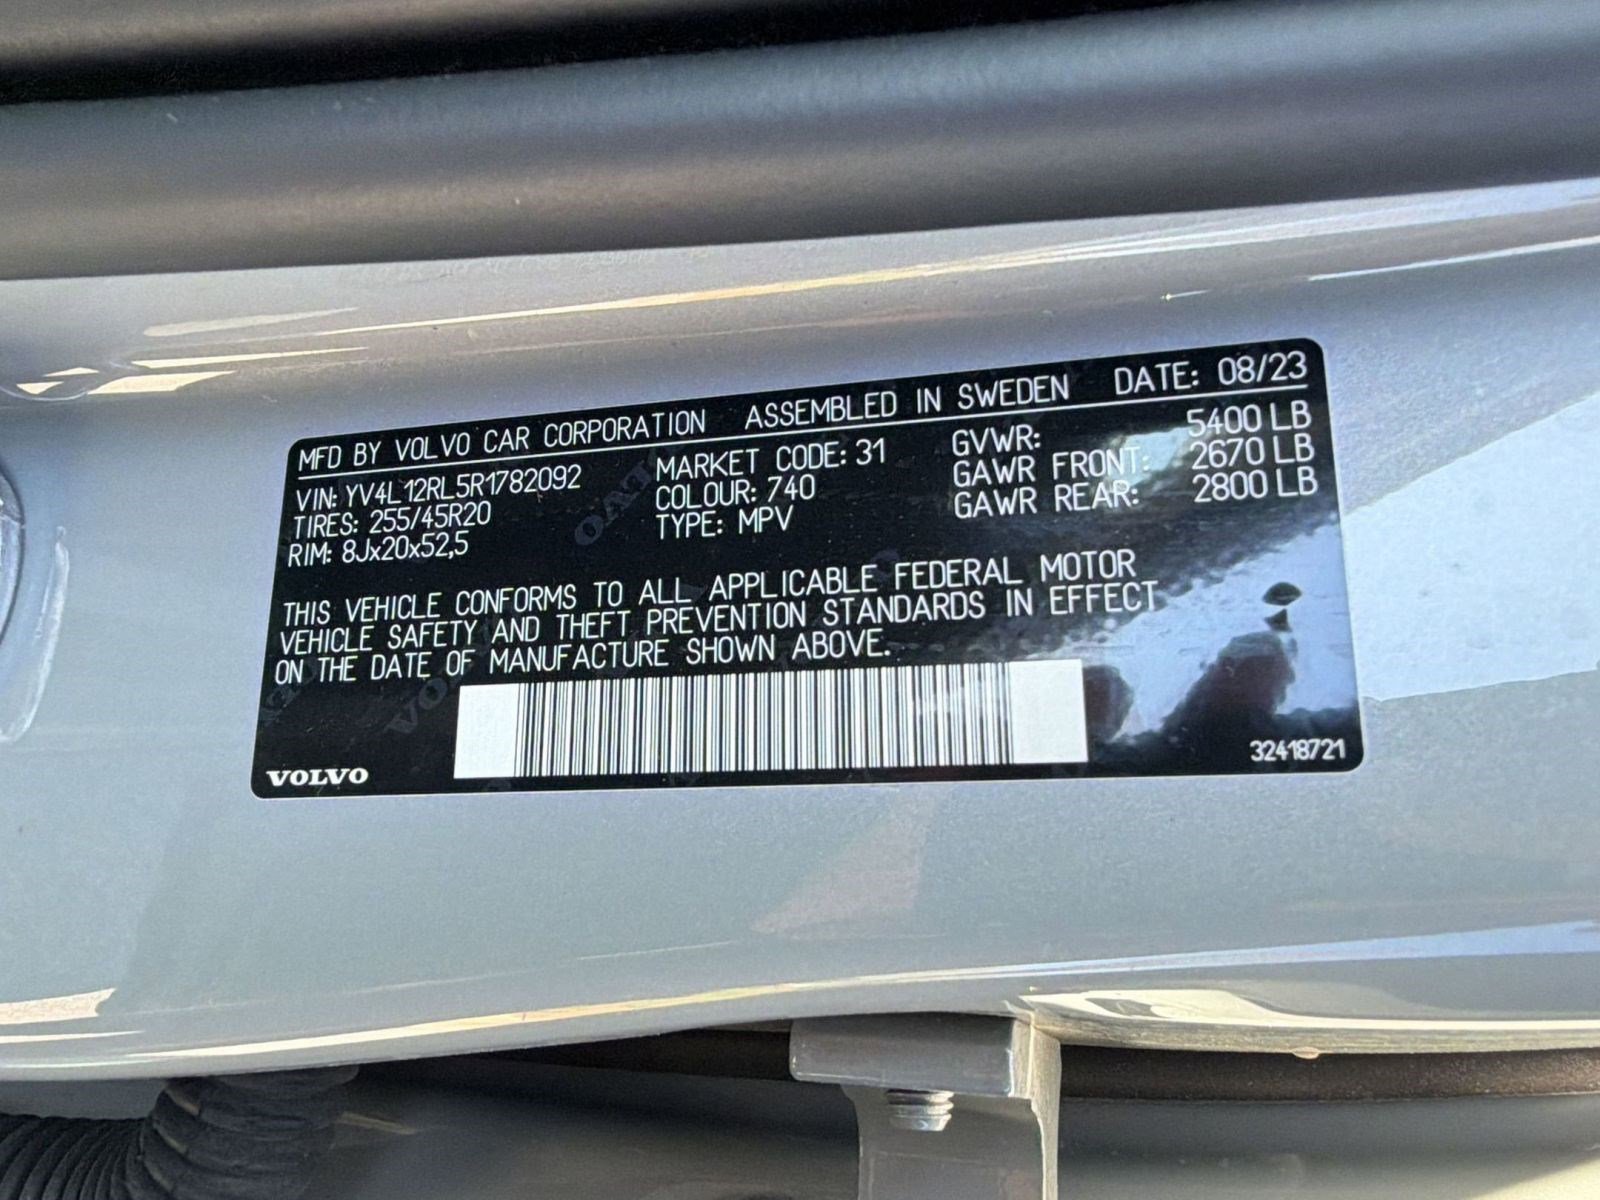 MFD BY VOLVO CAR CORPORATION ASSEMBLED IN SWEDEN DATE: 08/23
VIN: YV4L12RL5R1782092 MARKET CODE: 31 GVWR: 5400 LB
TIRES: 255/45R20 COLOUR: 740 GAWR FRONT: 2670 LB
RIM: 8Jx20x52,5 TYPE: MPV GAWR REAR: 2800 LB
THIS VEHICLE CONFORMS TO ALL APPLICABLE FEDERAL MOTOR
VEHICLE SAFETY AND THEFT PREVENTION STANDARDS IN EFFECT
ON THE DATE OF MANUFACTURE SHOWN ABOVE.
VOLVO 32418721